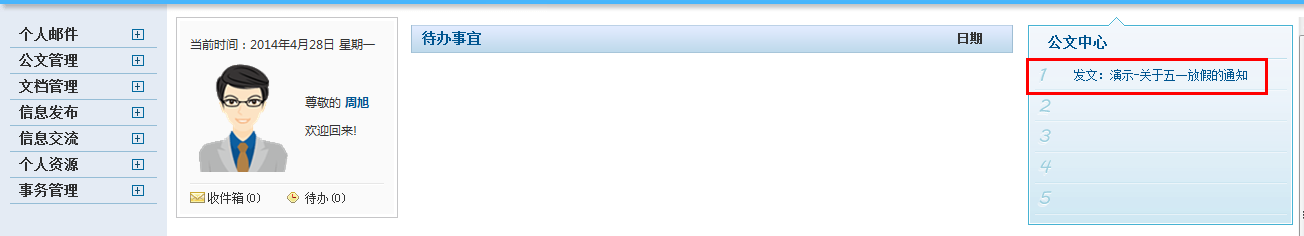 个人邮件
公文管理
文档管理
信息发布
信息交流
个人资源
事务管理
当前时间：2014年4月28日 星期一
尊敬的 周旭
欢迎回来!
收件箱(0) 待办(0)
待办事宜 日期
公文中心
1 发文：演示-关于五一放假的通知
2
3
4
5